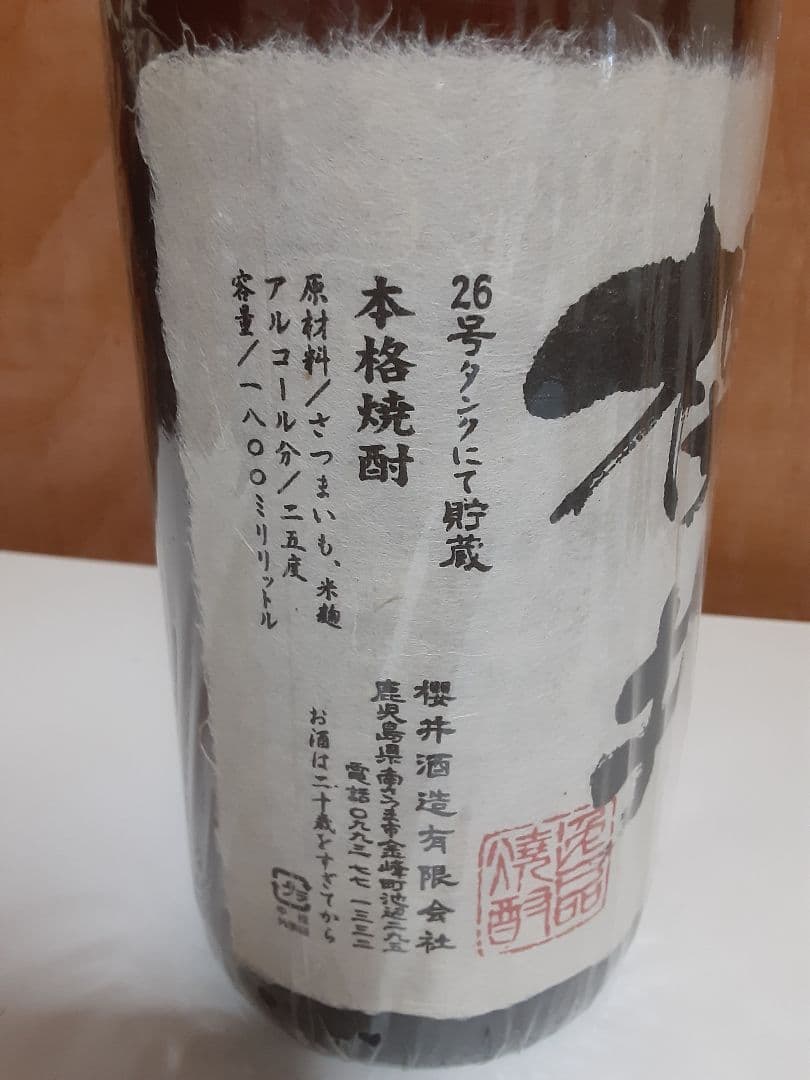 26号タンクにて貯蔵
本格焼酎
原材料/さつまいも、米麹
アルコール分/二五度
容量/一八〇〇ミリリットル
櫻井酒造有限会社
鹿児島県南さつま市金峰町池辺二九五
電話〇九九三 七七 一三三二
お酒は二十歳をすぎてから
焼酎